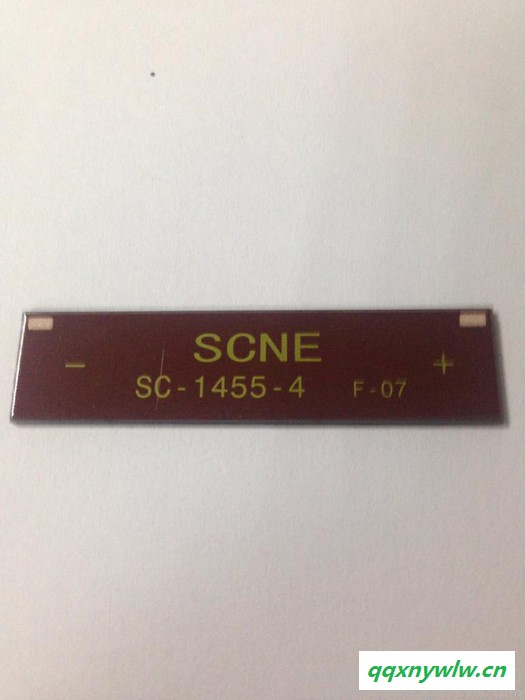 SCNE
- SC-1455-4 F-07 +
qqxnywlw.cn